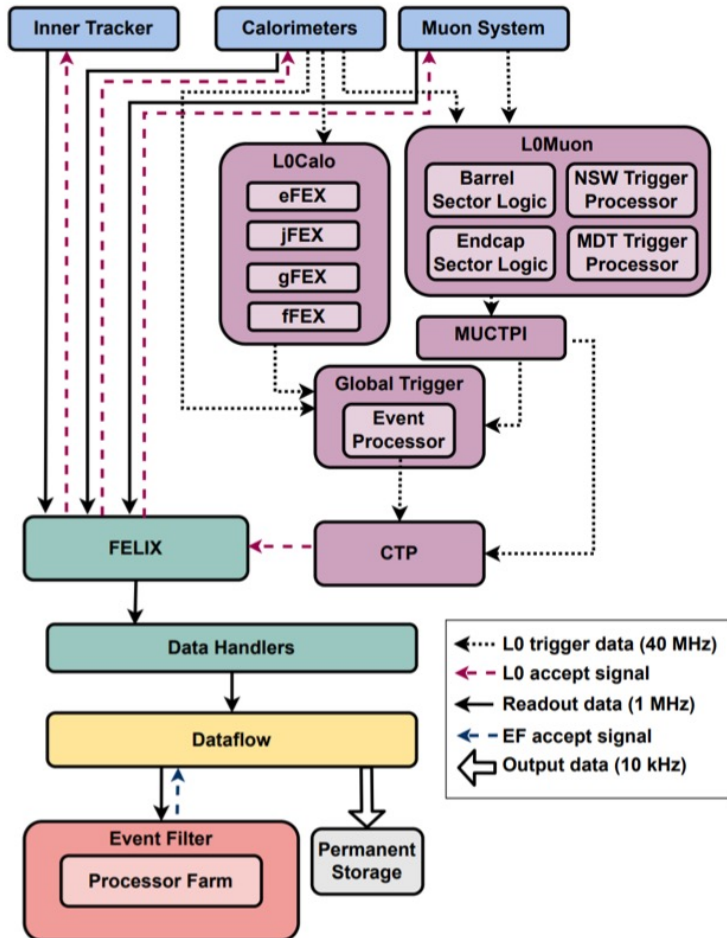 Inner Tracker
Calorimeters
Muon System
L0Calo
eFEX
jFEX
gFEX
fFEX
L0Muon
Barrel
Sector Logic
NSW Trigger
Processor
Endcap
Sector Logic
MDT Trigger
Processor
MUCTPI
Global Trigger
Event
Processor
FELIX
CTP
Data Handlers
Dataflow
Event Filter
Processor Farm
Permanent
Storage
L0 trigger data (40 MHz)
L0 accept signal
Readout data (1 MHz)
EF accept signal
Output data (10 kHz)